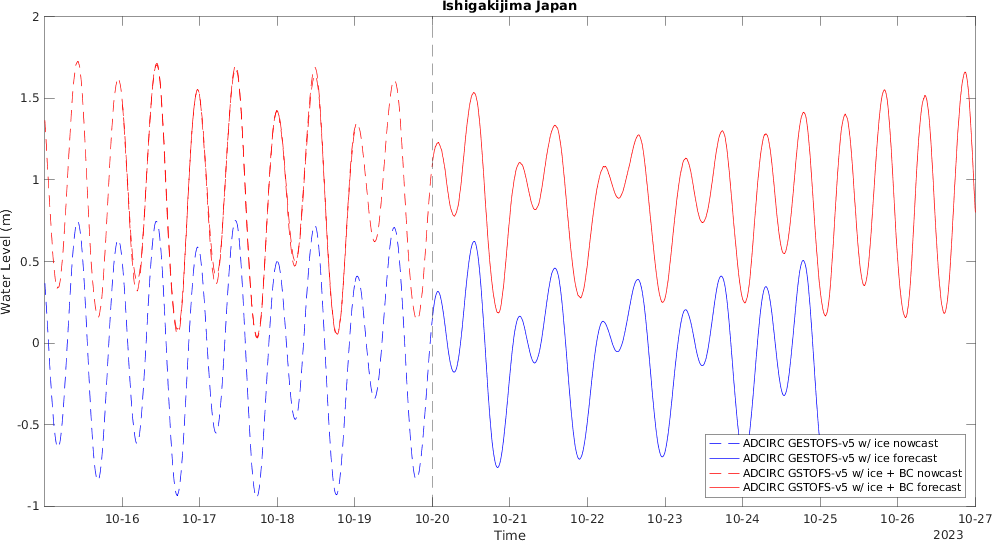 Ishigakijima Japan
Water Level (m)
2
1.5
1
0.5
0
-0.5
-1
10-16 10-17 10-18 10-19 10-20 10-21 10-22 10-23 10-24 10-25 10-26 10-27
Time
2023
ADCIRC GESTOFS-v5 w/ ice nowcast
ADCIRC GESTOFS-v5 w/ ice forecast
ADCIRC GSTOFS-v5 w/ ice + BC nowcast
ADCIRC GSTOFS-v5 w/ ice + BC forecast